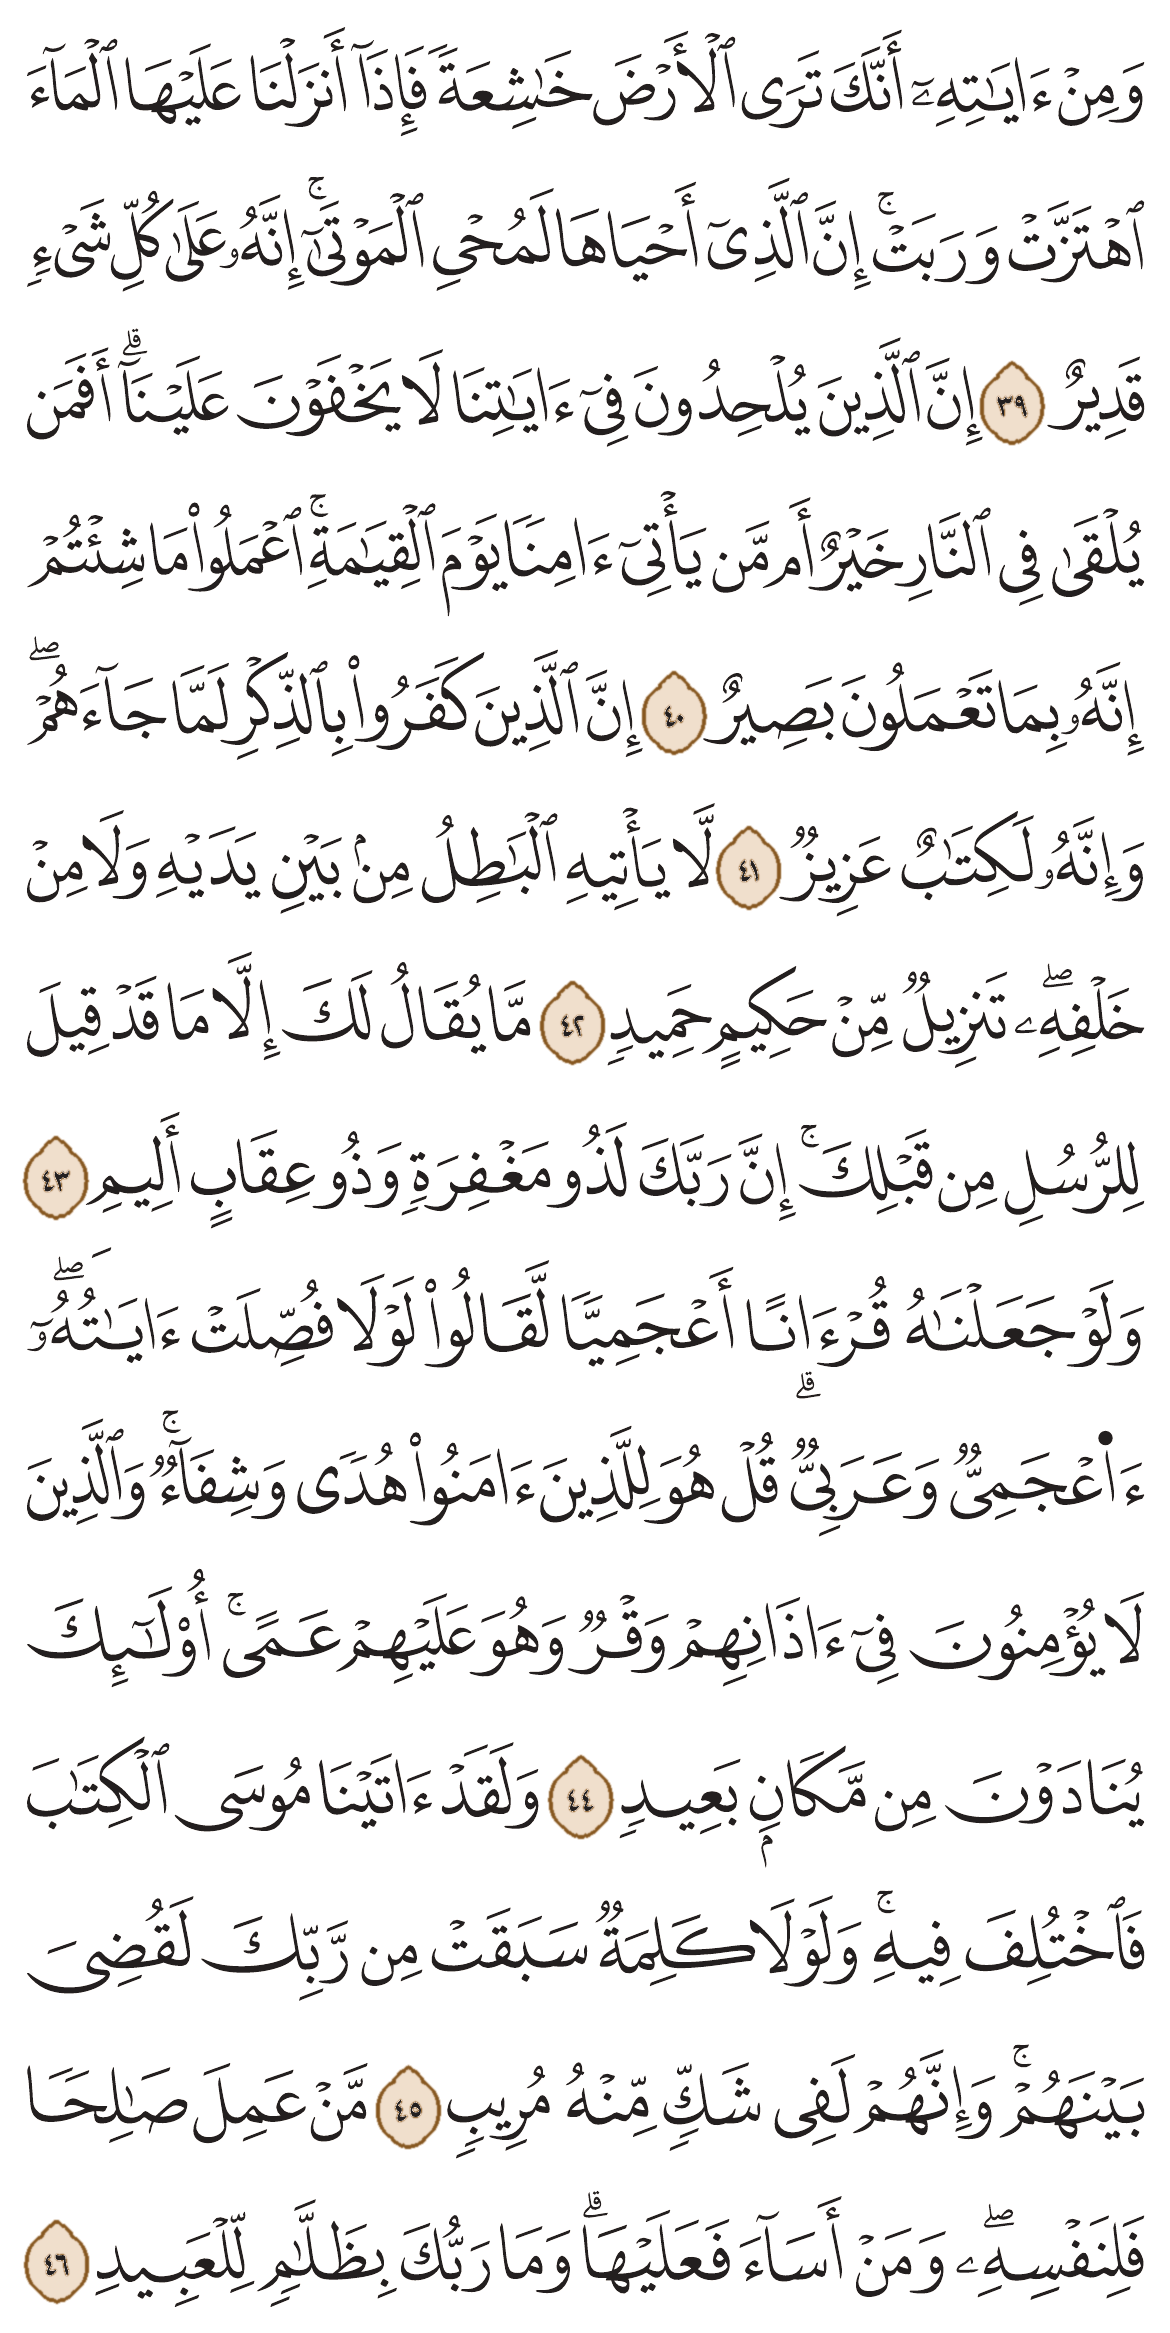 وَمِنْ ءَايَـٰتِهِۦٓ أَنَّكَ تَرَى ٱلْأَرْضَ خَـٰشِعَةً فَإِذَآ أَنزَلْنَا عَلَيْهَا ٱلْمَآءَ
ٱهْتَزَّتْ وَرَبَتْ ۚ إِنَّ ٱلَّذِىٓ أَحْيَاهَا لَمُحْىِ ٱلْمَوْتَىٰٓ ۚ إِنَّهُۥ عَلَىٰ كُلِّ شَىْءٍ
قَدِيرٌ ٣٩ إِنَّ ٱلَّذِينَ يُلْحِدُونَ فِىٓ ءَايَـٰتِنَا لَا يَخْفَوْنَ عَلَيْنَآ ۗ أَفَمَن
يُلْقَىٰ فِى ٱلنَّارِ خَيْرٌ أَم مَّن يَأْتِىٓ ءَامِنًا يَوْمَ ٱلْقِيَـٰمَةِ ۚ ٱعْمَلُوا۟ مَا شِئْتُمْ
إِنَّهُۥ بِمَا تَعْمَلُونَ بَصِيرٌ ٤٠ إِنَّ ٱلَّذِينَ كَفَرُوا۟ بِٱلذِّكْرِ لَمَّا جَآءَهُمْ ۖ
وَإِنَّهُۥ لَكِتَـٰبٌ عَزِيزٌ ٤١ لَّا يَأْتِيهِ ٱلْبَـٰطِلُ مِنۢ بَيْنِ يَدَيْهِ وَلَا مِنْ
خَلْفِهِۦ ۖ تَنزِيلٌ مِّنْ حَكِيمٍ حَمِيدٍ ٤٢ مَّا يُقَالُ لَكَ إِلَّا مَا قَدْ قِيلَ
لِلرُّسُلِ مِن قَبْلِكَ ۚ إِنَّ رَبَّكَ لَذُو مَغْفِرَةٍ وَذُو عِقَابٍ أَلِيمٍ ٤٣
وَلَوْ جَعَلْنَـٰهُ قُرْءَانًا أَعْجَمِيًّا لَّقَالُوا۟ لَوْلَا فُصِّلَتْ ءَايَـٰتُهُۥٓ ۖ
ءَا۬عْجَمِىٌّ وَعَرَبِىٌّ ۗ قُلْ هُوَ لِلَّذِينَ ءَامَنُوا۟ هُدًى وَشِفَآءٌ ۚ وَٱلَّذِينَ
لَا يُؤْمِنُونَ فِىٓ ءَاذَانِهِمْ وَقْرٌ وَهُوَ عَلَيْهِمْ عَمًى ۚ أُو۟لَـٰٓئِكَ
يُنَادَوْنَ مِن مَّكَانٍۭ بَعِيدٍ ٤٤ وَلَقَدْ ءَاتَيْنَا مُوسَى ٱلْكِتَـٰبَ
فَٱخْتُلِفَ فِيهِ ۚ وَلَوْلَا كَلِمَةٌ سَبَقَتْ مِن رَّبِّكَ لَقُضِىَ
بَيْنَهُمْ ۚ وَإِنَّهُمْ لَفِى شَكٍّ مِّنْهُ مُرِيبٍ ٤٥ مَّنْ عَمِلَ صَـٰلِحًا
فَلِنَفْسِهِۦ ۖ وَمَنْ أَسَآءَ فَعَلَيْهَا ۗ وَمَا رَبُّكَ بِظَلَّـٰمٍ لِّلْعَبِيدِ ٤٦